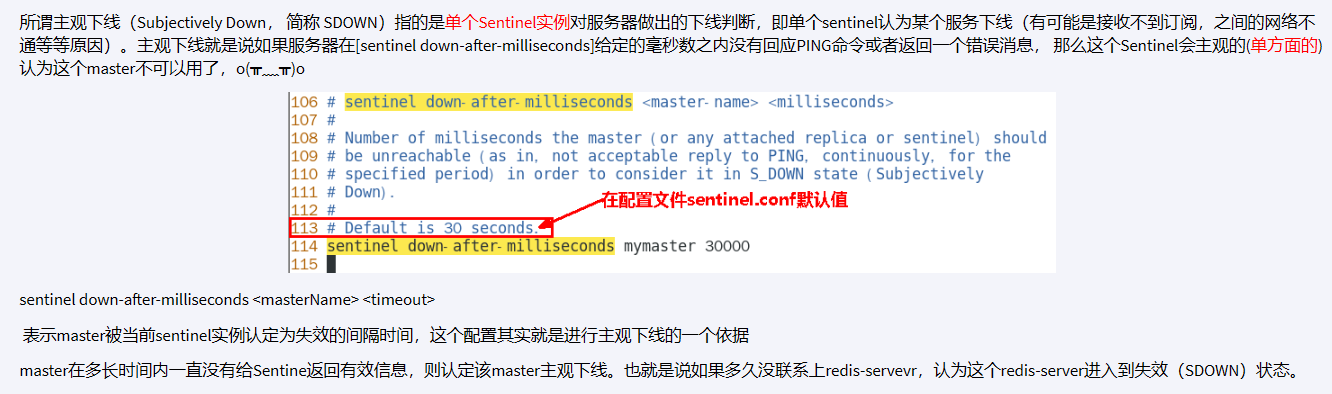 所谓主观下线（Subjectively Down， 简称 SDOWN）指的是单个Sentinel实例对服务器做出的下线判断，即单个sentinel认为某个服务下线（有可能是接收不到订阅，之间的网络不
通等等原因）。主观下线就是说如果服务器在[sentinel down-after-milliseconds]给定的毫秒数之内没有回应PING命令或者返回一个错误消息， 那么这个Sentinel会主观的(单方面的)
认为这个master不可以用了，o(╥﹏╥)o
106 # sentinel down-after-milliseconds <master-name> <milliseconds>
107 #
108 # Number of milliseconds the master (or any attached replica or sentinel) should
109 # be unreachable (as in, not acceptable reply to PING, continuously, for the
110 # specified period) in order to consider it in S_DOWN state (Subjectively
111 # Down).
在配置文件sentinel.conf默认值
112 #
113 # Default is 30 seconds.
114 sentinel down-after-milliseconds mymaster 30000
115
sentinel down-after-milliseconds <masterName> <timeout>
表示master被当前sentinel实例认定为失效的间隔时间，这个配置其实就是进行主观下线的一个依据
master在多长时间内一直没有给Sentine返回有效信息，则认定该master主观下线。也就是说如果多久没联系上redis-servevr，认为这个redis-server进入到失效（SDOWN）状态。